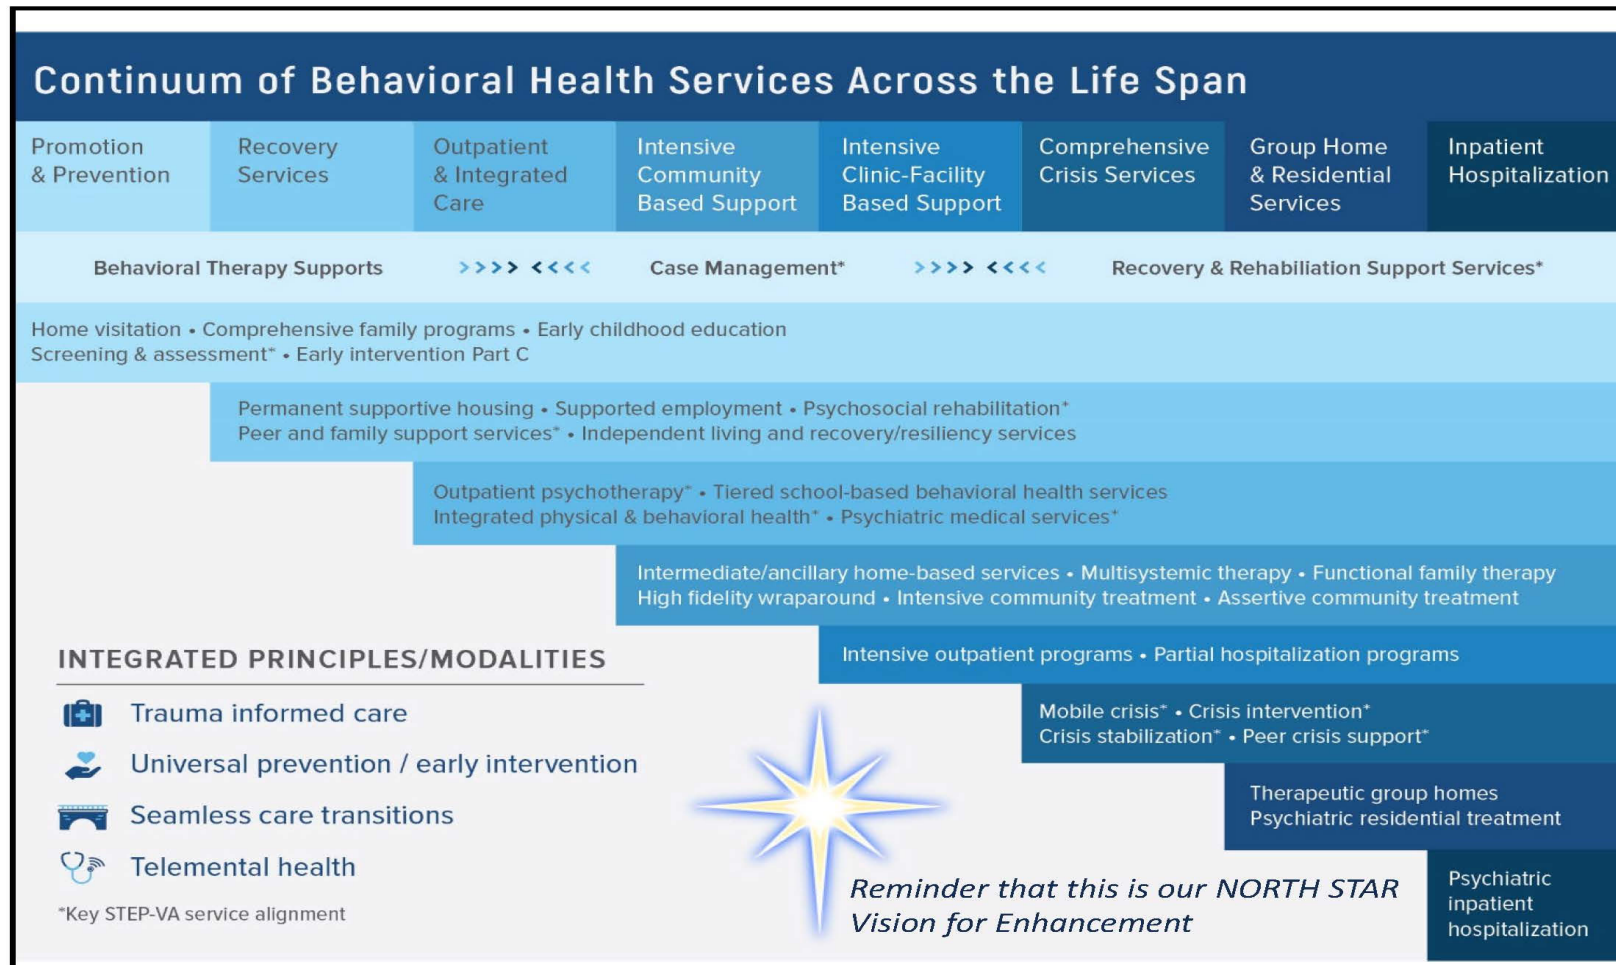 Continuum of Behavioral Health Services Across the Life Span
Promotion
& Prevention
Recovery
Services
Outpatient
& Integrated
Care
Intensive
Community
Based Support
Intensive
Clinic-Facility
Based Support
Comprehensive
Crisis Services
Group Home
& Residential
Services
Inpatient
Hospitalization
Behavioral Therapy Supports >>>> <<<< Case Management* >>>> <<<< Recovery & Rehabiliation Support Services*
Home visitation • Comprehensive family programs • Early childhood education
Screening & assessment* • Early intervention Part C
Permanent supportive housing • Supported employment • Psychosocial rehabilitation*
Peer and family support services* • Independent living and recovery/resiliency services
Outpatient psychotherapy* • Tiered school-based behavioral health services
Integrated physical & behavioral health* • Psychiatric medical services*
Intermediate/ancillary home-based services • Multisystemic therapy • Functional family therapy
High fidelity wraparound • Intensive community treatment • Assertive community treatment
Intensive outpatient programs • Partial hospitalization programs
Mobile crisis* • Crisis intervention*
Crisis stabilization* • Peer crisis support*
Therapeutic group homes
Psychiatric residential treatment
Psychiatric
inpatient
hospitalization
INTEGRATED PRINCIPLES/MODALITIES
Trauma informed care
Universal prevention / early intervention
Seamless care transitions
Telemental health
*Key STEP-VA service alignment
Reminder that this is our NORTH STAR
Vision for Enhancement